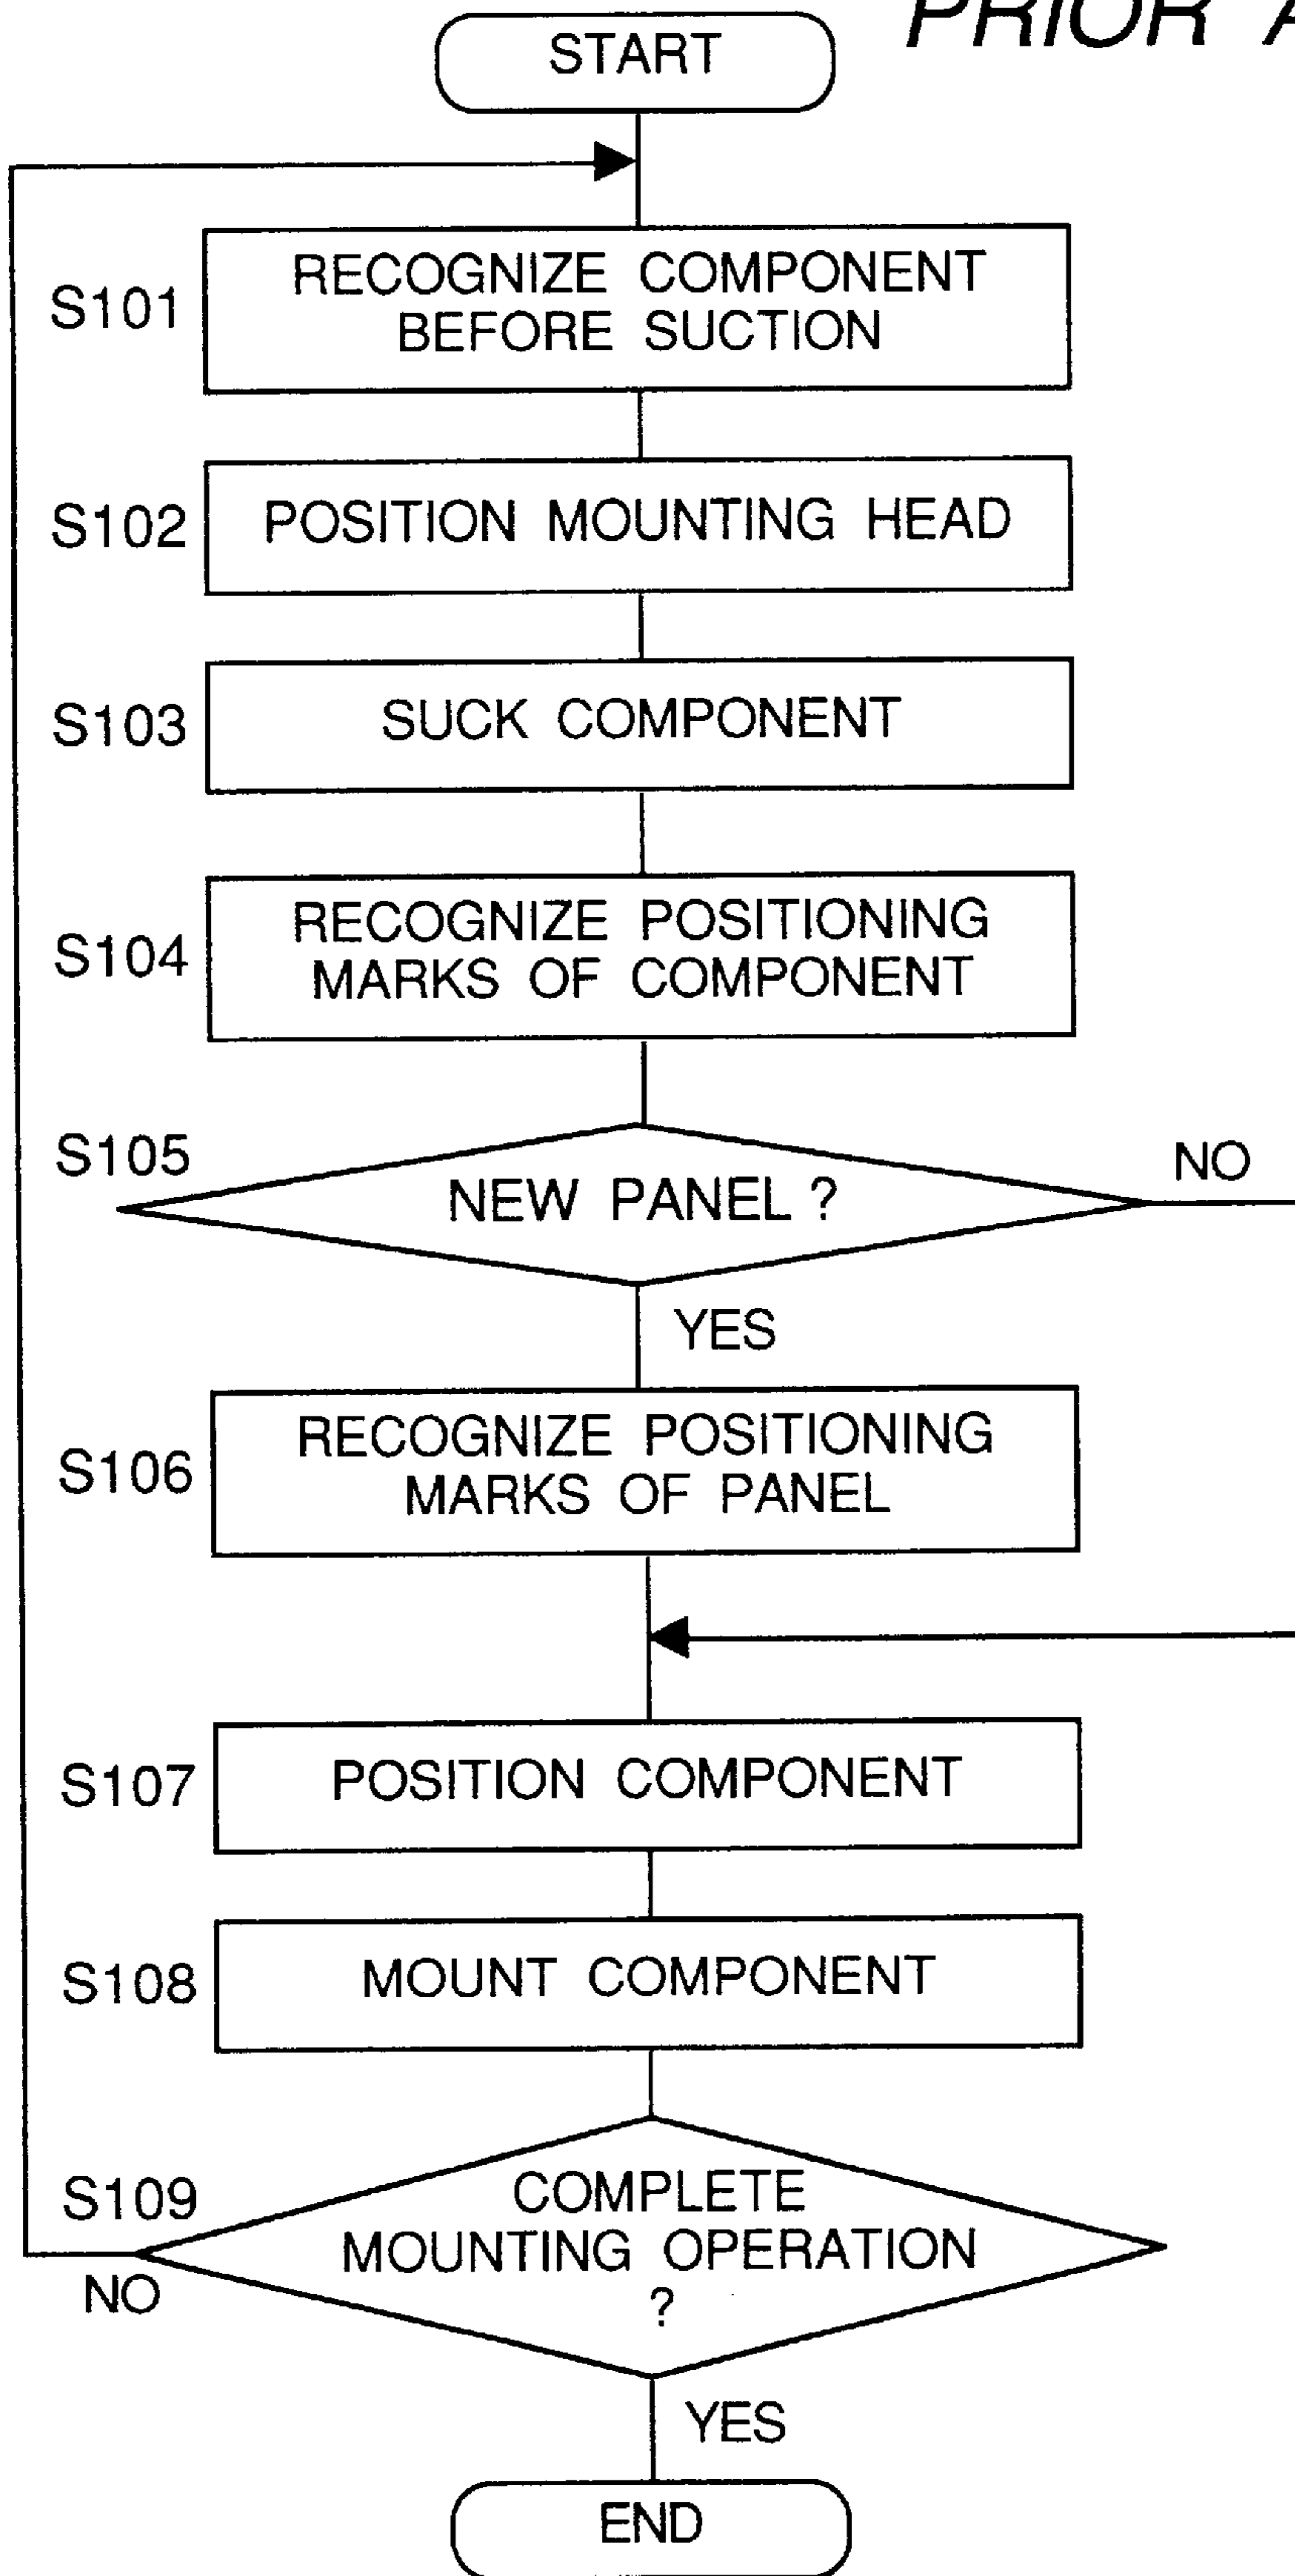 PRIOR
START
S101
RECOGNIZE COMPONENT
BEFORE SUCTION
S102
POSITION MOUNTING HEAD
S103
SUCK COMPONENT
S104
RECOGNIZE POSITIONING
MARKS OF COMPONENT
S105
NEW PANEL ?
NO
YES
S106
RECOGNIZE POSITIONING
MARKS OF PANEL
S107
POSITION COMPONENT
S108
MOUNT COMPONENT
S109
COMPLETE
MOUNTING OPERATION
?
NO
YES
END